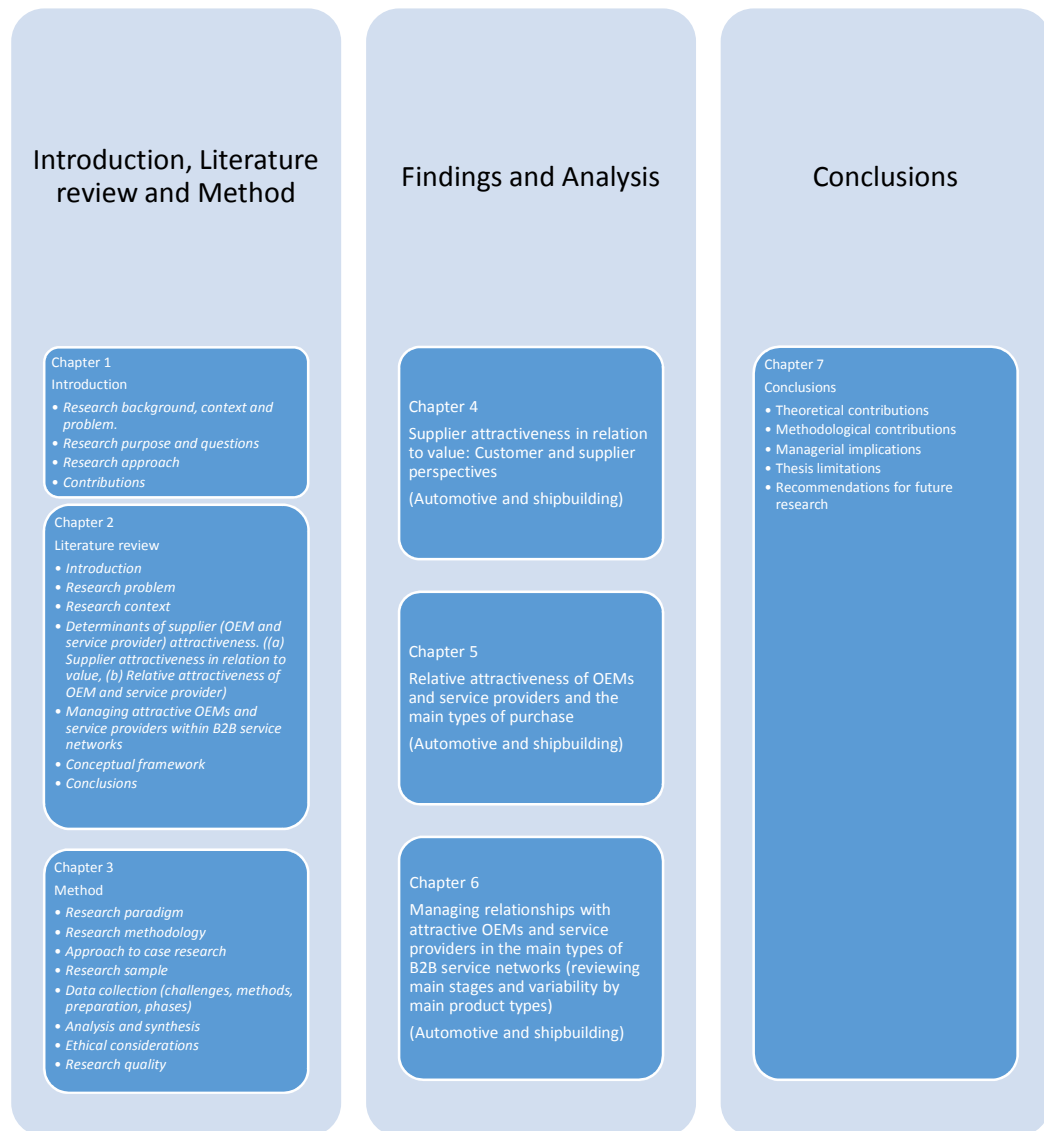 Introduction, Literature
review and Method
Chapter 1
Introduction
• Research background, context and
problem.
• Research purpose and questions
• Research approach
• Contributions
Chapter 2
Literature review
• Introduction
• Research problem
• Research context
• Determinants of supplier (OEM and
service provider) attractiveness. ((a)
Supplier attractiveness in relation to
value, (b) Relative attractiveness of
OEM and service provider)
• Managing attractive OEMs and
service providers within B2B service
networks
• Conceptual framework
• Conclusions
Chapter 3
Method
• Research paradigm
• Research methodology
• Approach to case research
• Research sample
• Data collection (challenges, methods,
preparation, phases)
• Analysis and synthesis
• Ethical considerations
• Research quality
Findings and Analysis
Chapter 4
Supplier attractiveness in relation
to value: Customer and supplier
perspectives
(Automotive and shipbuilding)
Chapter 5
Relative attractiveness of OEMs
and service providers and the
main types of purchase
(Automotive and shipbuilding)
Chapter 6
Managing relationships with
attractive OEMs and service
providers in the main types of
B2B service networks (reviewing
main stages and variability by
main product types)
(Automotive and shipbuilding)
Conclusions
Chapter 7
Conclusions
• Theoretical contributions
• Methodological contributions
• Managerial implications
• Thesis limitations
• Recommendations for future
research